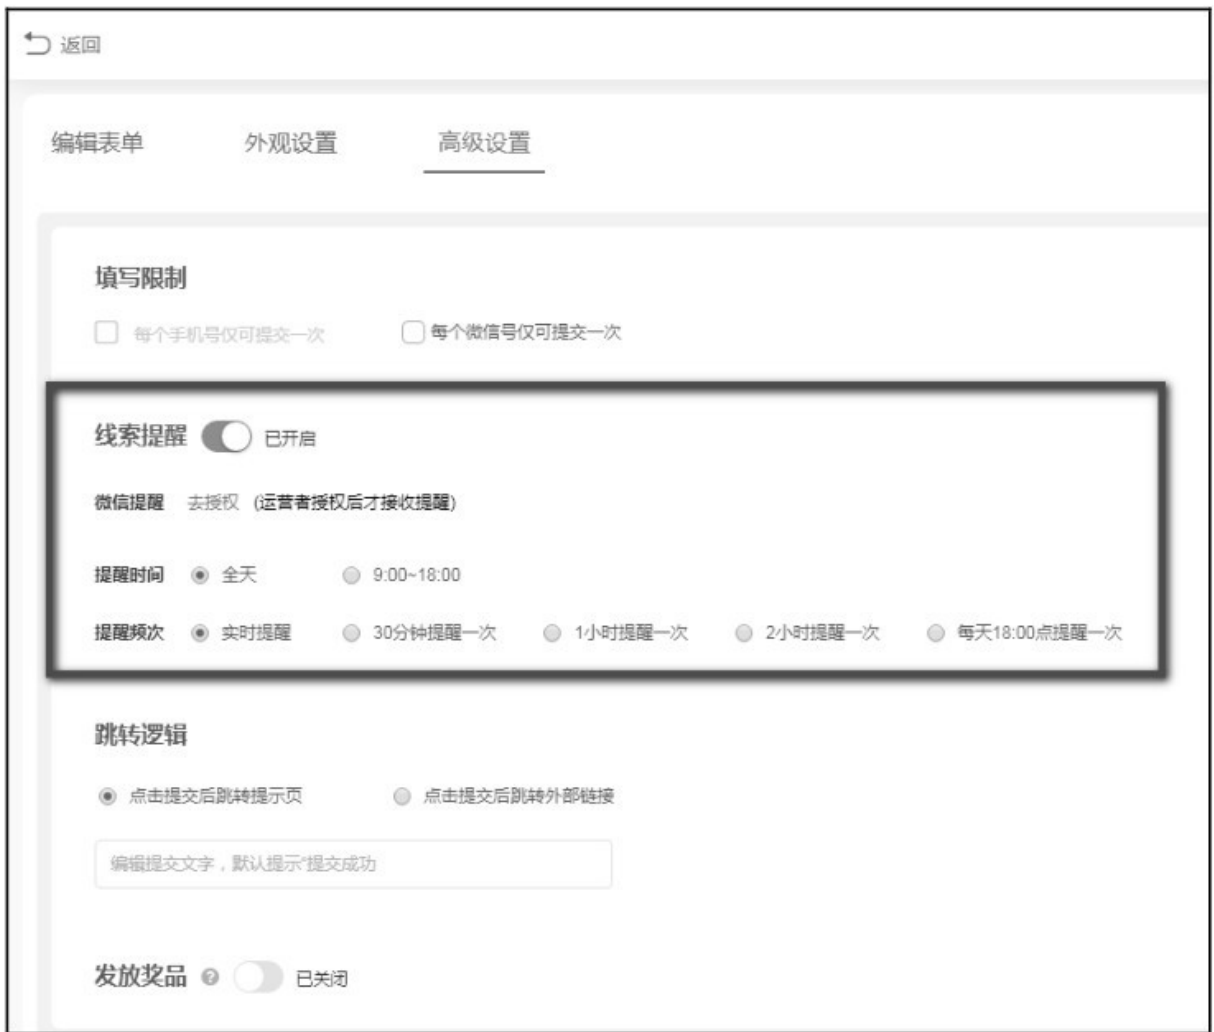 返回
编辑表单 外观设置 高级设置
填写限制
每个手机号仅可提交一次 每个微信号仅可提交一次
线索提醒 已开启
微信提醒 去授权 (运营者授权后才接收提醒)
提醒时间 全天 9:00~18:00
提醒频次 实时提醒 30分钟提醒一次 1小时提醒一次 2小时提醒一次 每天18:00点提醒一次
跳转逻辑
点击提交后跳转提示页 点击提交后跳转外部链接
编辑提交文字，默认提示“提交成功
发放奖品 ? 已关闭